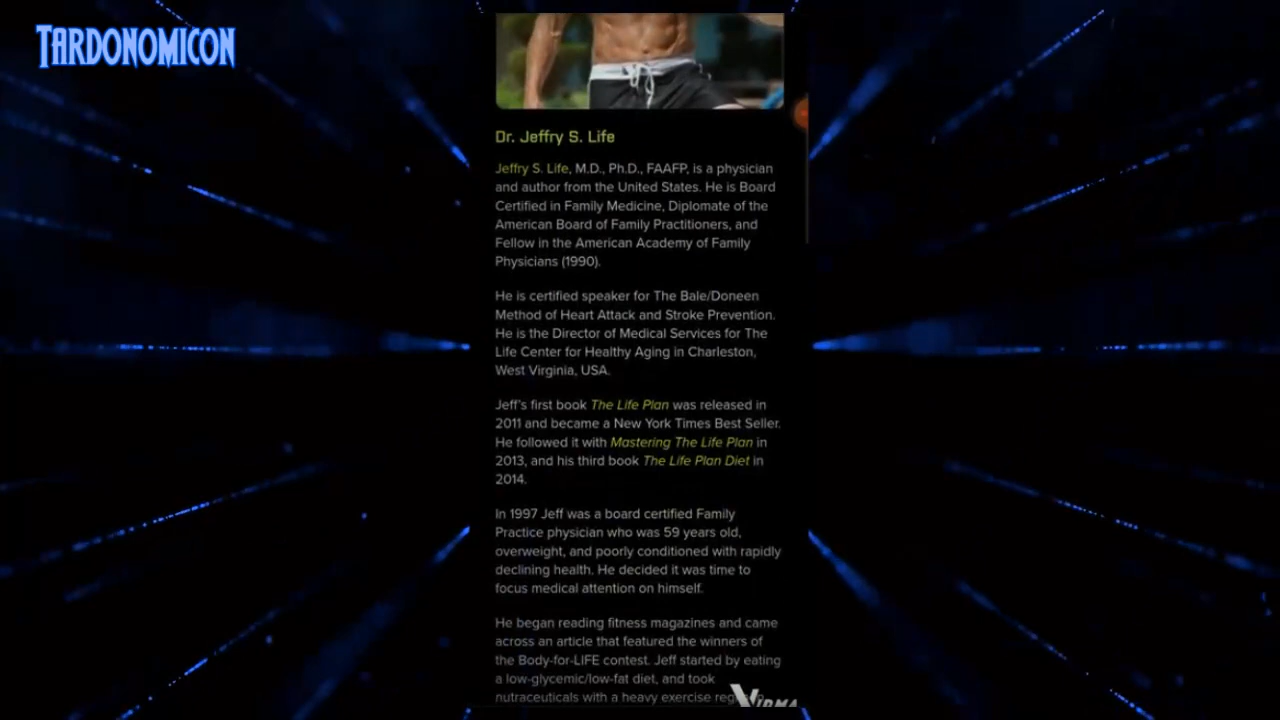 TARDONOMICON
Dr. Jeffry S. Life
Jeffry S. Life, M.D., Ph.D., FAAFP, is a physician
and author from the United States. He is Board
Certified in Family Medicine, Diplomate of the
American Board of Family Practitioners, and
Fellow in the American Academy of Family
Physicians (1990).
He is certified speaker for The Bale/Doneen
Method of Heart Attack and Stroke Prevention.
He is the Director of Medical Services for The
Life Center for Healthy Aging in Charleston,
West Virginia, USA.
Jeff's first book The Life Plan was released in
2011 and became a New York Times Best Seller.
He followed it with Mastering The Life Plan in
2013, and his third book The Life Plan Diet in
2014.
In 1997 Jeff was a board certified Family
Practice physician who was 59 years old,
overweight, and poorly conditioned with rapidly
declining health. He decided it was time to
focus medical attention on himself.
He began reading fitness magazines and came
across an article that featured the winners of
the Body-for-LIFE contest. Jeff started by eating
a low-glycemic/low-fat diet, and took
nutraceuticals with a heavy exercise